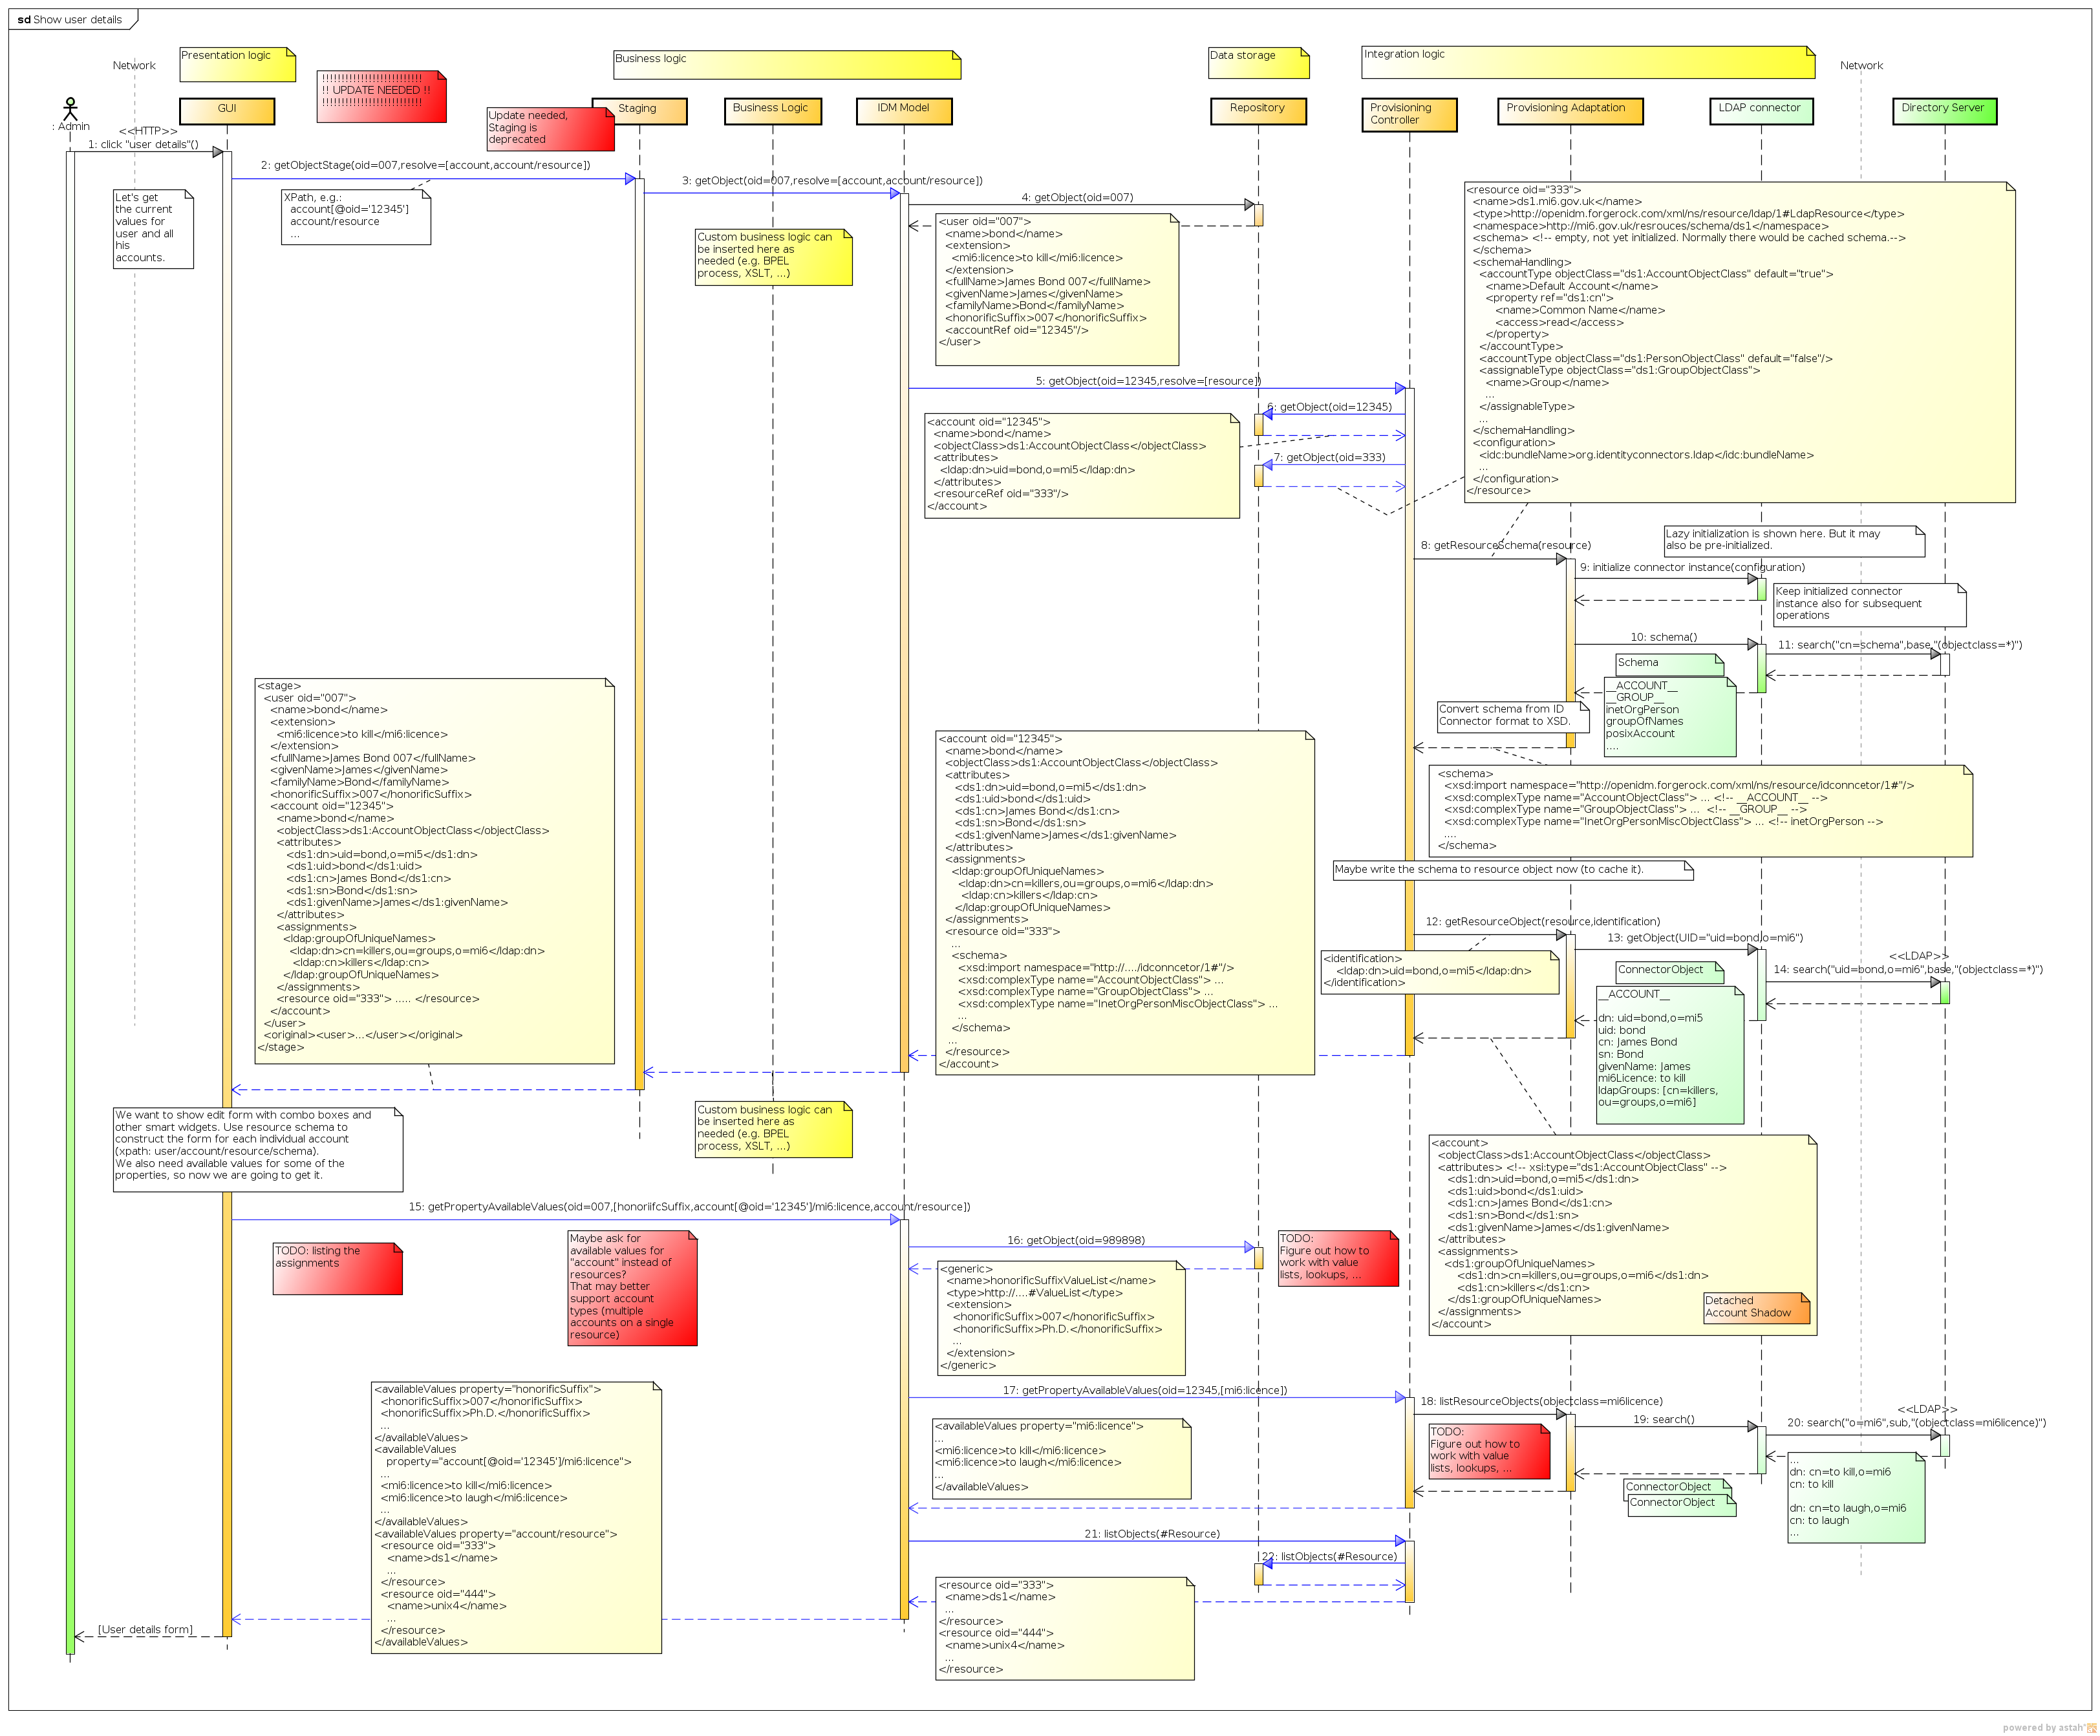 sd Show user details
Presentation logic
Business logic
Data storage
Integration logic
Network
Network
!!!!!!!!!!!!!!!!!!!!!!!!!!
!! UPDATE NEEDED !!
!!!!!!!!!!!!!!!!!!!!!!!!!!
: Admin
GUI
Update needed,
Staging is
deprecated
Staging
Business Logic
IDM Model
Repository
Provisioning
Controller
Provisioning Adaptation
LDAP connector
Directory Server
<<HTTP>>
1: click "user details"()
2: getObjectStage(oid=007,resolve=[account,account/resource])
3: getObject(oid=007,resolve=[account,account/resource])
4: getObject(oid=007)
Let's get
the current
values for
user and all
his
accounts.
XPath, e.g.:
account[@oid='12345']
account/resource
...
Custom business logic can
be inserted here as
needed (e.g. BPEL
process, XSLT, ...)
<user oid="007">
<name>bond</name>
<extension>
<mi6:licence>to kill</mi6:licence>
</extension>
<fullName>James Bond 007</fullName>
<givenName>James</givenName>
<familyName>Bond</familyName>
<honorificSuffix>007</honorificSuffix>
<accountRef oid="12345"/>
</user>
<resource oid="333">
<name>ds1.mi6.gov.uk</name>
<type>http://openidm.forgerock.com/xml/ns/resource/ldap/1#LdapResource</type>
<namespace>http://mi6.gov.uk/resrouces/schema/ds1</namespace>
<schema> <!-- empty, not yet initialized. Normally there would be cached schema.-->
</schema>
<schemaHandling>
<accountType objectClass="ds1:AccountObjectClass" default="true">
<name>Default Account</name>
<property ref="ds1:cn">
<name>Common Name</name>
<access>read</access>
</property>
</accountType>
<accountType objectClass="ds1:PersonObjectClass" default="false"/>
<assignableType objectClass="ds1:GroupObjectClass">
<name>Group</name>
...
</assignableType>
...
</schemaHandling>
<configuration>
<idc:bundleName>org.identityconnectors.ldap</idc:bundleName>
...
</configuration>
</resource>
5: getObject(oid=12345,resolve=[resource])
6: getObject(oid=12345)
<account oid="12345">
<name>bond</name>
<objectClass>ds1:AccountObjectClass</objectClass>
<attributes>
<ldap:dn>uid=bond,o=mi5</ldap:dn>
</attributes>
<resourceRef oid="333"/>
</account>
7: getObject(oid=333)
Lazy initialization is shown here. But it may
also be pre-initialized.
8: getResourceSchema(resource)
9: initialize connector instance(configuration)
Keep initialized connector
instance also for subsequent
operations
10: schema()
11: search("cn=schema",base,"(objectclass=*)")
Schema
__ACCOUNT__
__GROUP__
inetOrgPerson
groupOfNames
posixAccount
....
Convert schema from ID
Connector format to XSD.
<stage>
<user oid="007">
<name>bond</name>
<extension>
<mi6:licence>to kill</mi6:licence>
</extension>
<fullName>James Bond 007</fullName>
<givenName>James</givenName>
<familyName>Bond</familyName>
<honorificSuffix>007</honorificSuffix>
<account oid="12345">
<name>bond</name>
<objectClass>ds1:AccountObjectClass</objectClass>
<attributes>
<ds1:dn>uid=bond,o=mi5</ds1:dn>
<ds1:uid>bond</ds1:uid>
<ds1:cn>James Bond</ds1:cn>
<ds1:sn>Bond</ds1:sn>
<ds1:givenName>James</ds1:givenName>
</attributes>
<assignments>
<ldap:groupOfUniqueNames>
<ldap:dn>cn=killers,ou=groups,o=mi6</ldap:dn>
<ldap:cn>killers</ldap:cn>
</ldap:groupOfUniqueNames>
</assignments>
<resource oid="333"> ..... </resource>
</account>
</user>
<original><user>...</user></original>
</stage>
<account oid="12345">
<name>bond</name>
<objectClass>ds1:AccountObjectClass</objectClass>
<attributes>
<ds1:dn>uid=bond,o=mi5</ds1:dn>
<ds1:uid>bond</ds1:uid>
<ds1:cn>James Bond</ds1:cn>
<ds1:sn>Bond</ds1:sn>
<ds1:givenName>James</ds1:givenName>
</attributes>
<assignments>
<ldap:groupOfUniqueNames>
<ldap:dn>cn=killers,ou=groups,o=mi6</ldap:dn>
<ldap:cn>killers</ldap:cn>
</ldap:groupOfUniqueNames>
</assignments>
<resource oid="333">
...
<schema>
<xsd:import namespace="http://..../idconncetor/1#"/>
<xsd:complexType name="AccountObjectClass"> ...
<xsd:complexType name="GroupObjectClass"> ...
<xsd:complexType name="InetOrgPersonMiscObjectClass"> ...
...
</schema>
...
</resource>
</account>
<schema>
<xsd:import namespace="http://openidm.forgerock.com/xml/ns/resource/idconncetor/1#"/>
<xsd:complexType name="AccountObjectClass"> ... <!-- __ACCOUNT__ -->
<xsd:complexType name="GroupObjectClass"> ... <!-- __GROUP__ -->
<xsd:complexType name="InetOrgPersonMiscObjectClass"> ... <!-- inetOrgPerson -->
....
</schema>
Maybe write the schema to resource object now (to cache it).
12: getResourceObject(resource,identification)
13: getObject(UID="uid=bond,o=mi6")
<identification>
<ldap:dn>uid=bond,o=mi5</ldap:dn>
</identification>
<<LDAP>>
14: search("uid=bond,o=mi6",base,"(objectclass=*)")
ConnectorObject
__ACCOUNT__
dn: uid=bond,o=mi5
uid: bond
cn: James Bond
sn: Bond
givenName: James
mi6Licence: to kill
ldapGroups: [cn=killers,
ou=groups,o=mi6]
We want to show edit form with combo boxes and
other smart widgets. Use resource schema to
construct the form for each individual account
(xpath: user/account/resource/schema).
We also need available values for some of the
properties, so now we are going to get it.
Custom business logic can
be inserted here as
needed (e.g. BPEL
process, XSLT, ...)
<account>
<objectClass>ds1:AccountObjectClass</objectClass>
<attributes> <!-- xsi:type="ds1:AccountObjectClass" -->
<ds1:dn>uid=bond,o=mi5</ds1:dn>
<ds1:uid>bond</ds1:uid>
<ds1:cn>James Bond</ds1:cn>
<ds1:sn>Bond</ds1:sn>
<ds1:givenName>James</ds1:givenName>
</attributes>
<assignments>
<ds1:groupOfUniqueNames>
<ds1:dn>cn=killers,ou=groups,o=mi6</ds1:dn>
<ds1:cn>killers</ds1:cn>
</ds1:groupOfUniqueNames>
</assignments>
</account>
Detached
Account Shadow
15: getPropertyAvailableValues(oid=007,[honoriifcSuffix,account[@oid='12345']/mi6:licence,account/resource])
TODO: listing the
assignments
Maybe ask for
available values for
"account" instead of
resources?
That may better
support account
types (multiple
accounts on a single
resource)
16: getObject(oid=989898)
TODO:
Figure out how to
work with value
lists, lookups, ...
<generic>
<name>honorificSuffixValueList</name>
<type>http://....#ValueList</type>
<extension>
<honorificSuffix>007</honorificSuffix>
<honorificSuffix>Ph.D.</honorificSuffix>
...
</extension>
</generic>
17: getPropertyAvailableValues(oid=12345,[mi6:licence])
18: listResourceObjects(objectclass=mi6licence)
19: search()
<<LDAP>>
20: search("o=mi6",sub,"(objectclass=mi6licence)")
<availableValues property="honorificSuffix">
<honorificSuffix>007</honorificSuffix>
<honorificSuffix>Ph.D.</honorificSuffix>
...
</availableValues>
<availableValues
property="account[@oid='12345']/mi6:licence">
...
<mi6:licence>to kill</mi6:licence>
<mi6:licence>to laugh</mi6:licence>
...
</availableValues>
<availableValues property="account/resource">
<resource oid="333">
<name>ds1</name>
...
</resource>
<resource oid="444">
<name>unix4</name>
...
</resource>
</availableValues>
<availableValues property="mi6:licence">
...
<mi6:licence>to kill</mi6:licence>
<mi6:licence>to laugh</mi6:licence>
...
</availableValues>
TODO:
Figure out how to
work with value
lists, lookups, ...
ConnectorObject
ConnectorObject
...
dn: cn=to kill,o=mi6
cn: to kill
dn: cn=to laugh,o=mi6
cn: to laugh
...
21: listObjects(#Resource)
22: listObjects(#Resource)
<resource oid="333">
<name>ds1</name>
...
</resource>
<resource oid="444">
<name>unix4</name>
...
</resource>
[User details form]
powered by astah*